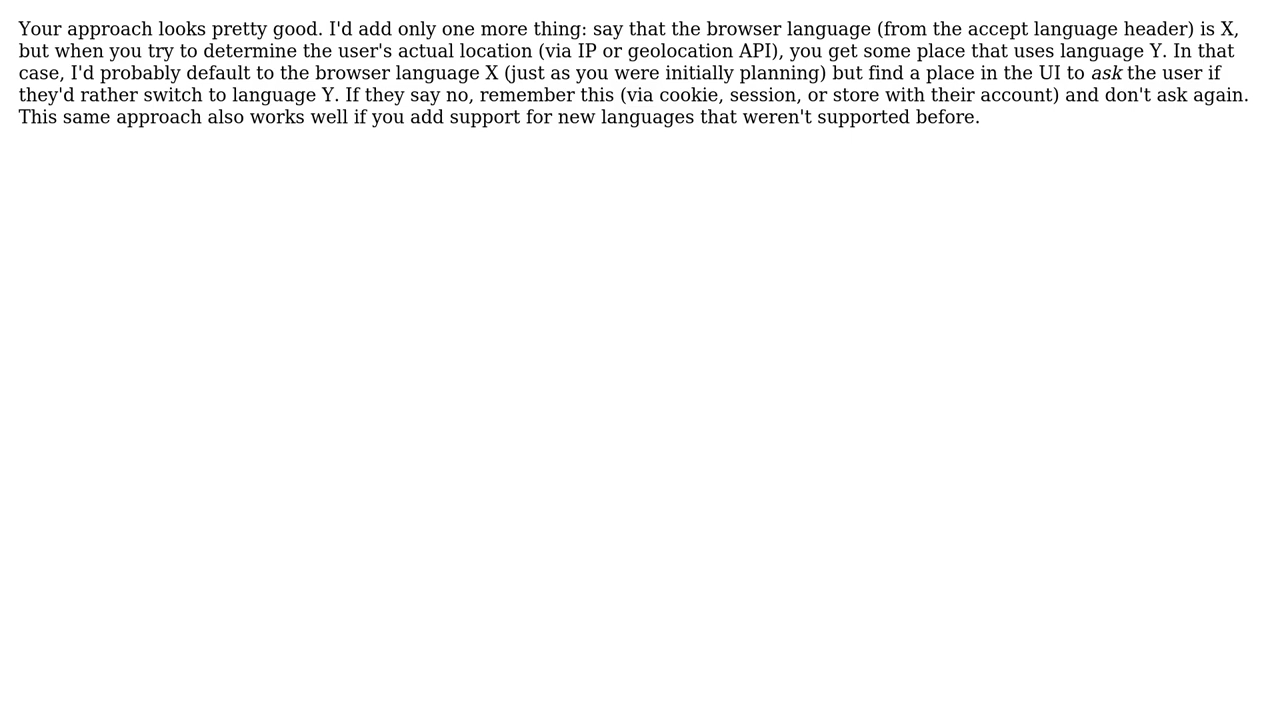 Your approach looks pretty good. I'd add only one more thing: say that the browser language (from the accept language header) is X,
but when you try to determine the user's actual location (via IP or geolocation API), you get some place that uses language Y. In that
case, I'd probably default to the browser language X (just as you were initially planning) but find a place in the UI to ask the user if
they'd rather switch to language Y. If they say no, remember this (via cookie, session, or store with their account) and don't ask again.
This same approach also works well if you add support for new languages that weren't supported before.